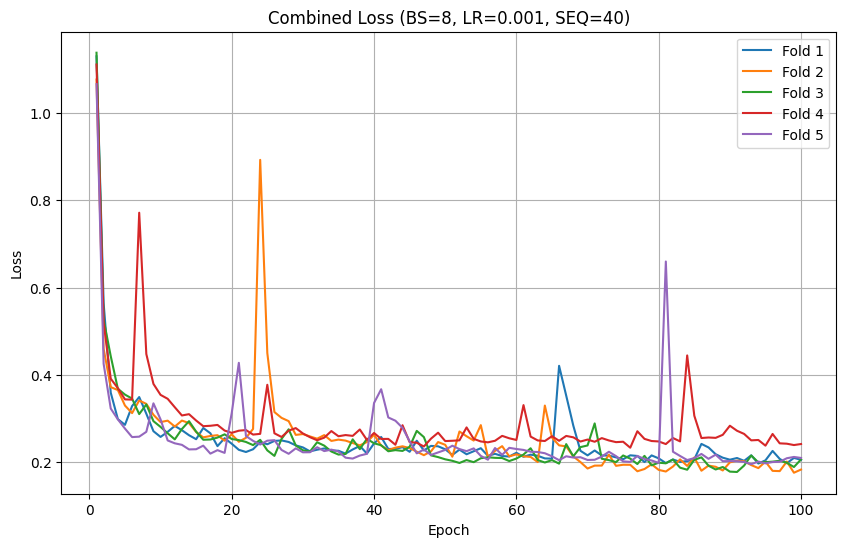 Combined Loss (BS=8, LR=0.001, SEQ=40)
Fold 1
Fold 2
Fold 3
Fold 4
Fold 5
1.0
0.8
0.6
0.4
0.2
Loss
0 20 40 60 80 100
Epoch